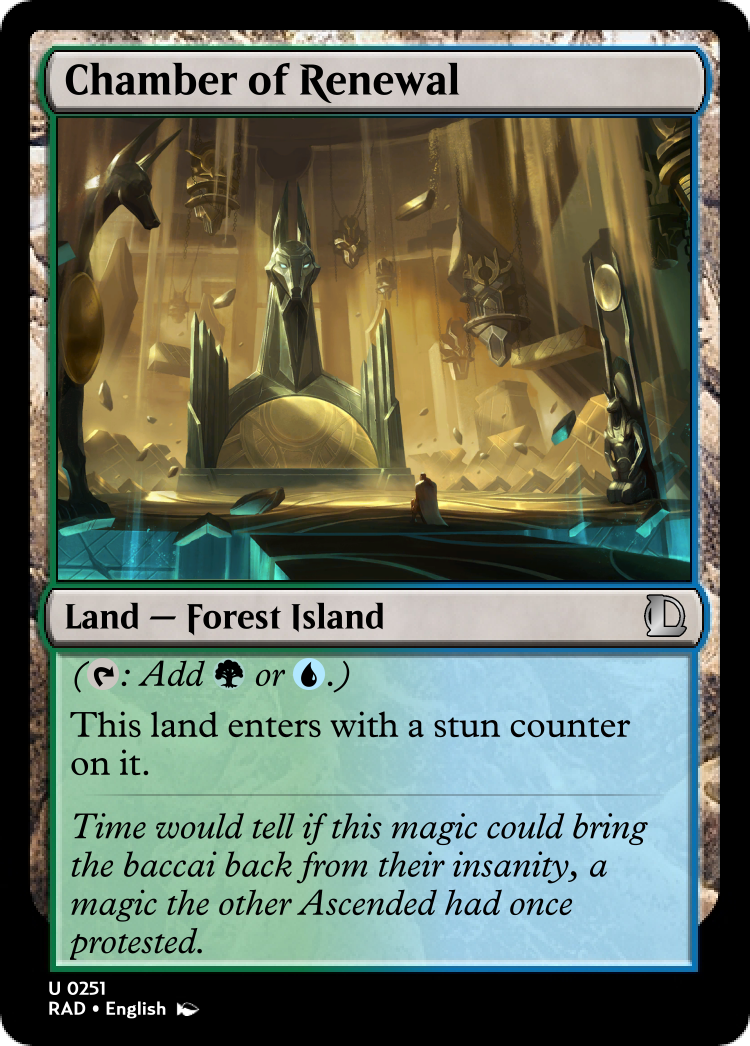 Chamber of Renewal
Land — Forest Island
(: Add or .)
This land enters with a stun counter
on it.
Time would tell if this magic could bring
the baccai back from their insanity, a
magic the other Ascended had once
protested.
U 0251
RAD • English